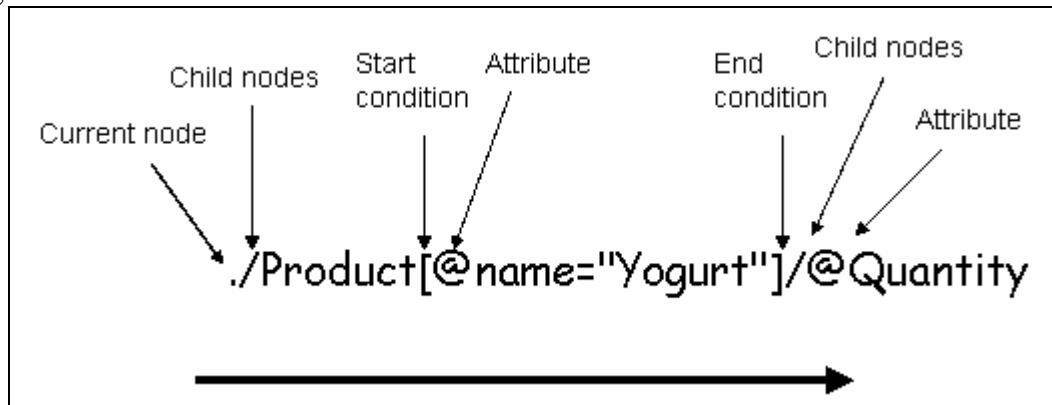 Child nodes
Start
condition
Attribute
End
condition
Child nodes
Attribute
Current node
./Product[@name="Yogurt"]/@Quantity